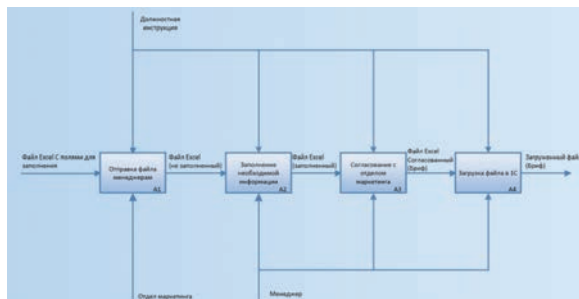 Должностная
инструкция
Файл Excel С полями для
заполнения
Отправка файла
менеджерам
A1
Файл Excel
(не заполненный)
Заполнение
необходимой
информации
A2
Файл Excel
(заполненный)
Согласование с
отделом
маркетинга
A3
Файл Excel
Согласованный
(Бриф)
Загрузка файла в 1С
A4
Загруженный фай
(Бриф)
Отдел маркетинга
Менеджер